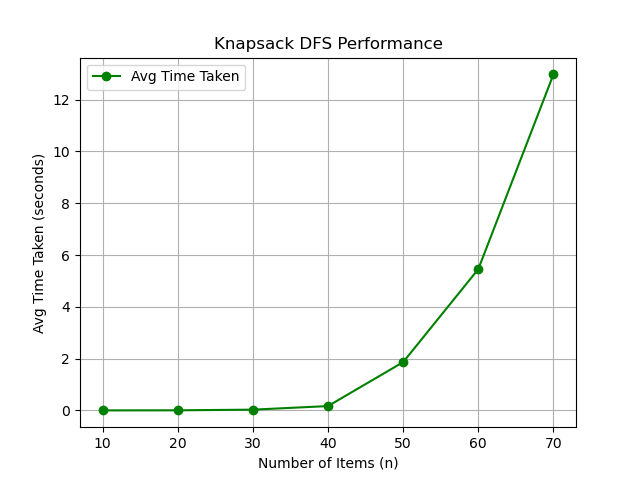 Knapsack DFS Performance
Avg Time Taken
Avg Time Taken (seconds)
12
10
8
6
4
2
0
10 20 30 40 50 60 70
Number of Items (n)